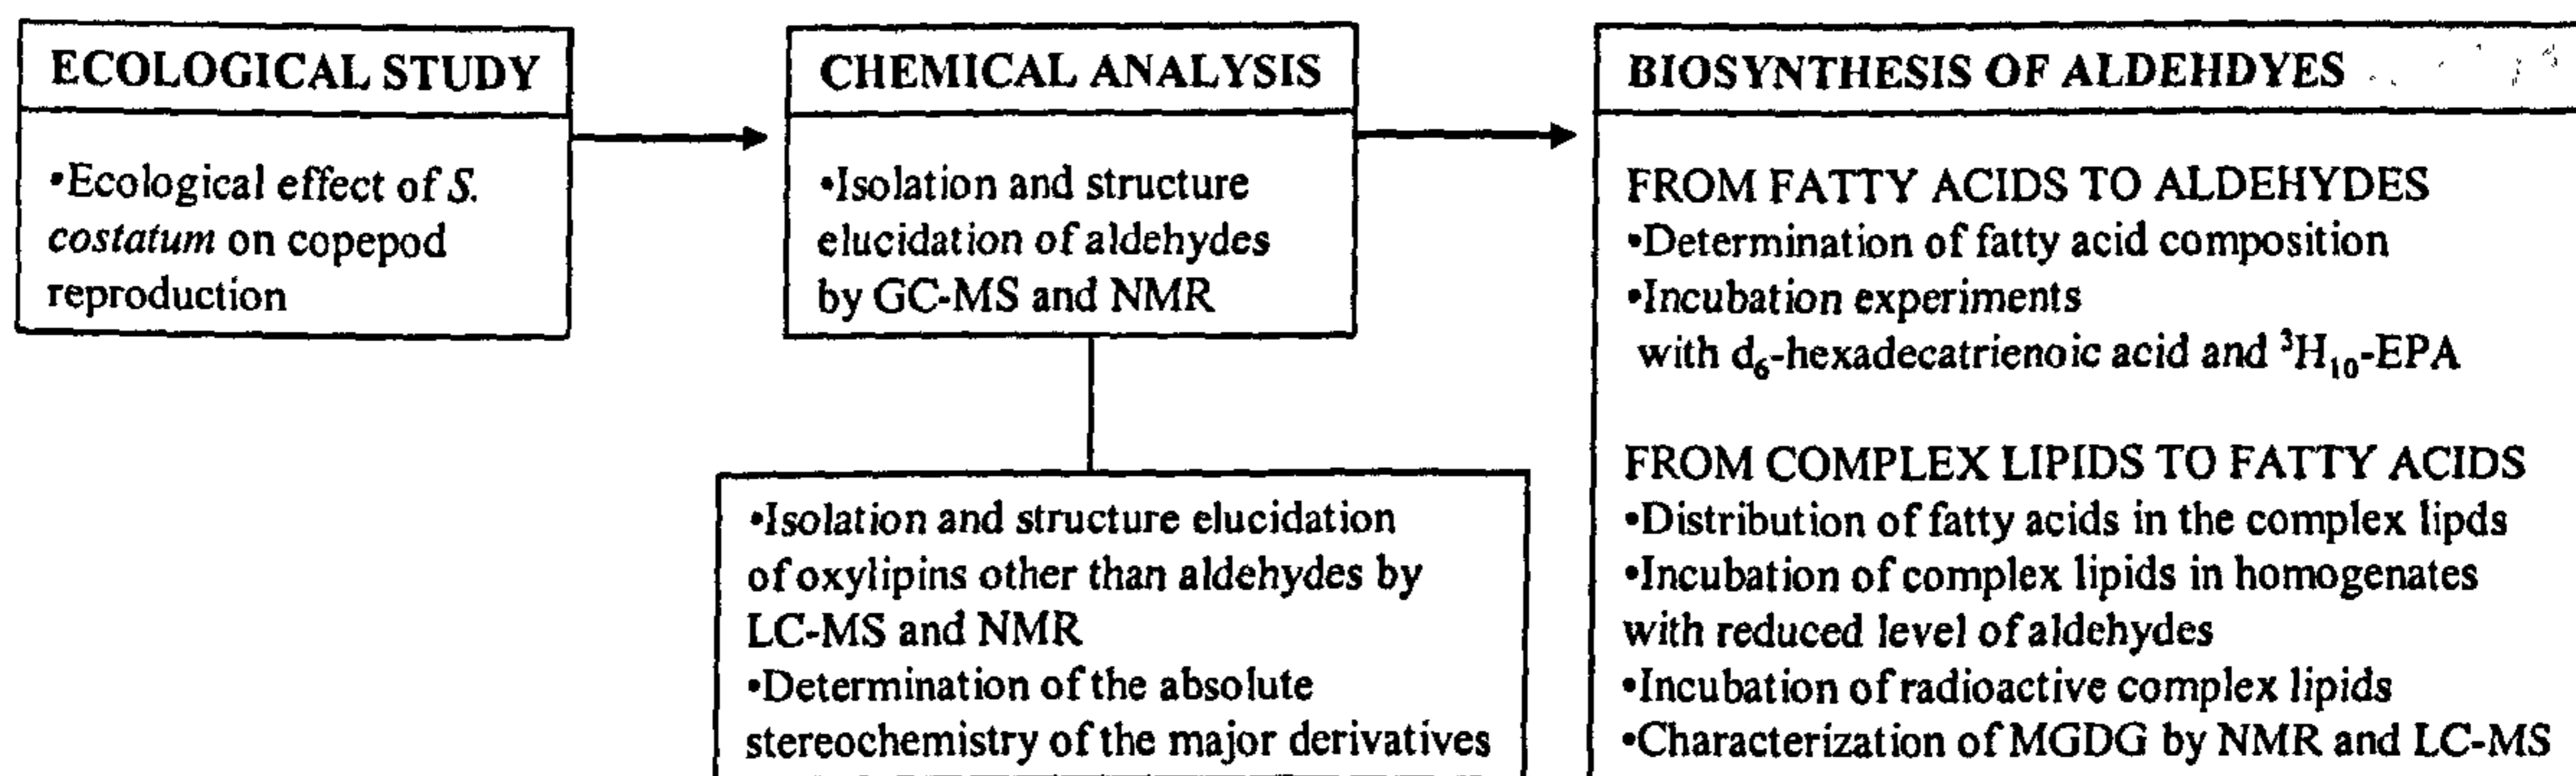 ECOLOGICAL STUDY
•Ecological effect of S.
costatum on copepod
reproduction
CHEMICAL ANALYSIS
•Isolation and structure
elucidation of aldehydes
by GC-MS and NMR
•Isolation and structure elucidation
of oxylipins other than aldehydes by
LC-MS and NMR
•Determination of the absolute
stereochemistry of the major derivatives
BIOSYNTHESIS OF ALDEHDYES
FROM FATTY ACIDS TO ALDEHYDES
•Determination of fatty acid composition
•Incubation experiments
with d₆-hexadecatrienoic acid and ³H₁₀-EPA
FROM COMPLEX LIPIDS TO FATTY ACIDS
•Distribution of fatty acids in the complex lipds
•Incubation of complex lipids in homogenates
with reduced level of aldehydes
•Incubation of radioactive complex lipids
•Characterization of MGDG by NMR and LC-MS